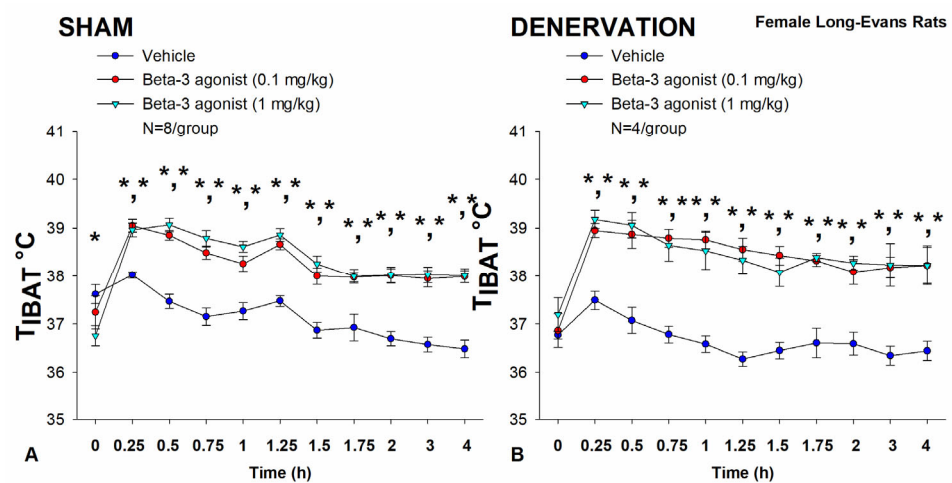 SHAM
Vehicle
Beta-3 agonist (0.1 mg/kg)
Beta-3 agonist (1 mg/kg)
N=8/group
41
40
39
38
37
36
35
TIBAT °C
*
*,*
*,*
*,*
*,*
*,*
*,*
*,*
*,*
*,*
*,*
0 0.25 0.5 0.75 1 1.25 1.5 1.75 2 3 4
A
Time (h)
DENERVATION
Female Long-Evans Rats
Vehicle
Beta-3 agonist (0.1 mg/kg)
Beta-3 agonist (1 mg/kg)
N=4/group
41
40
39
38
37
36
35
TIBAT °C
*,*
*,*
*,*
*,*
*,*
*,*
*,*
*,*
*,*
*,*
0 0.25 0.5 0.75 1 1.25 1.5 1.75 2 3 4
B
Time (h)